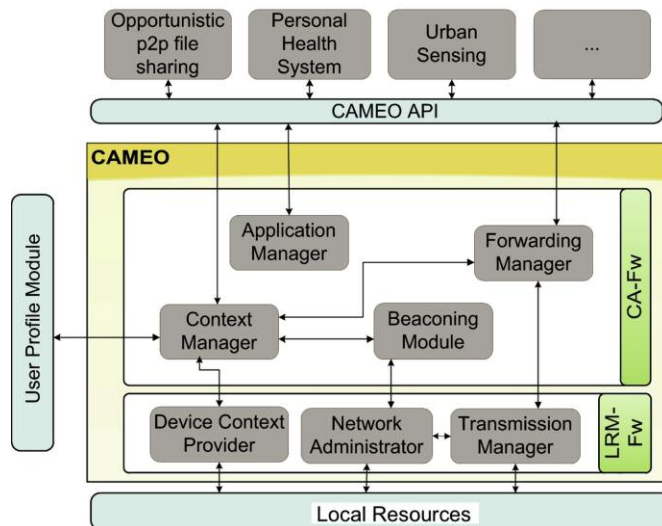 Opportunistic
p2p file
sharing
Personal
Health
System
Urban
Sensing
...
CAMEO API
CAMEO
Application
Manager
Forwarding
Manager
CA-Fw
User Profile Module
Context
Manager
Beaconing
Module
Device Context
Provider
Network
Administrator
Transmission
Manager
LRM-
Fw
Local Resources